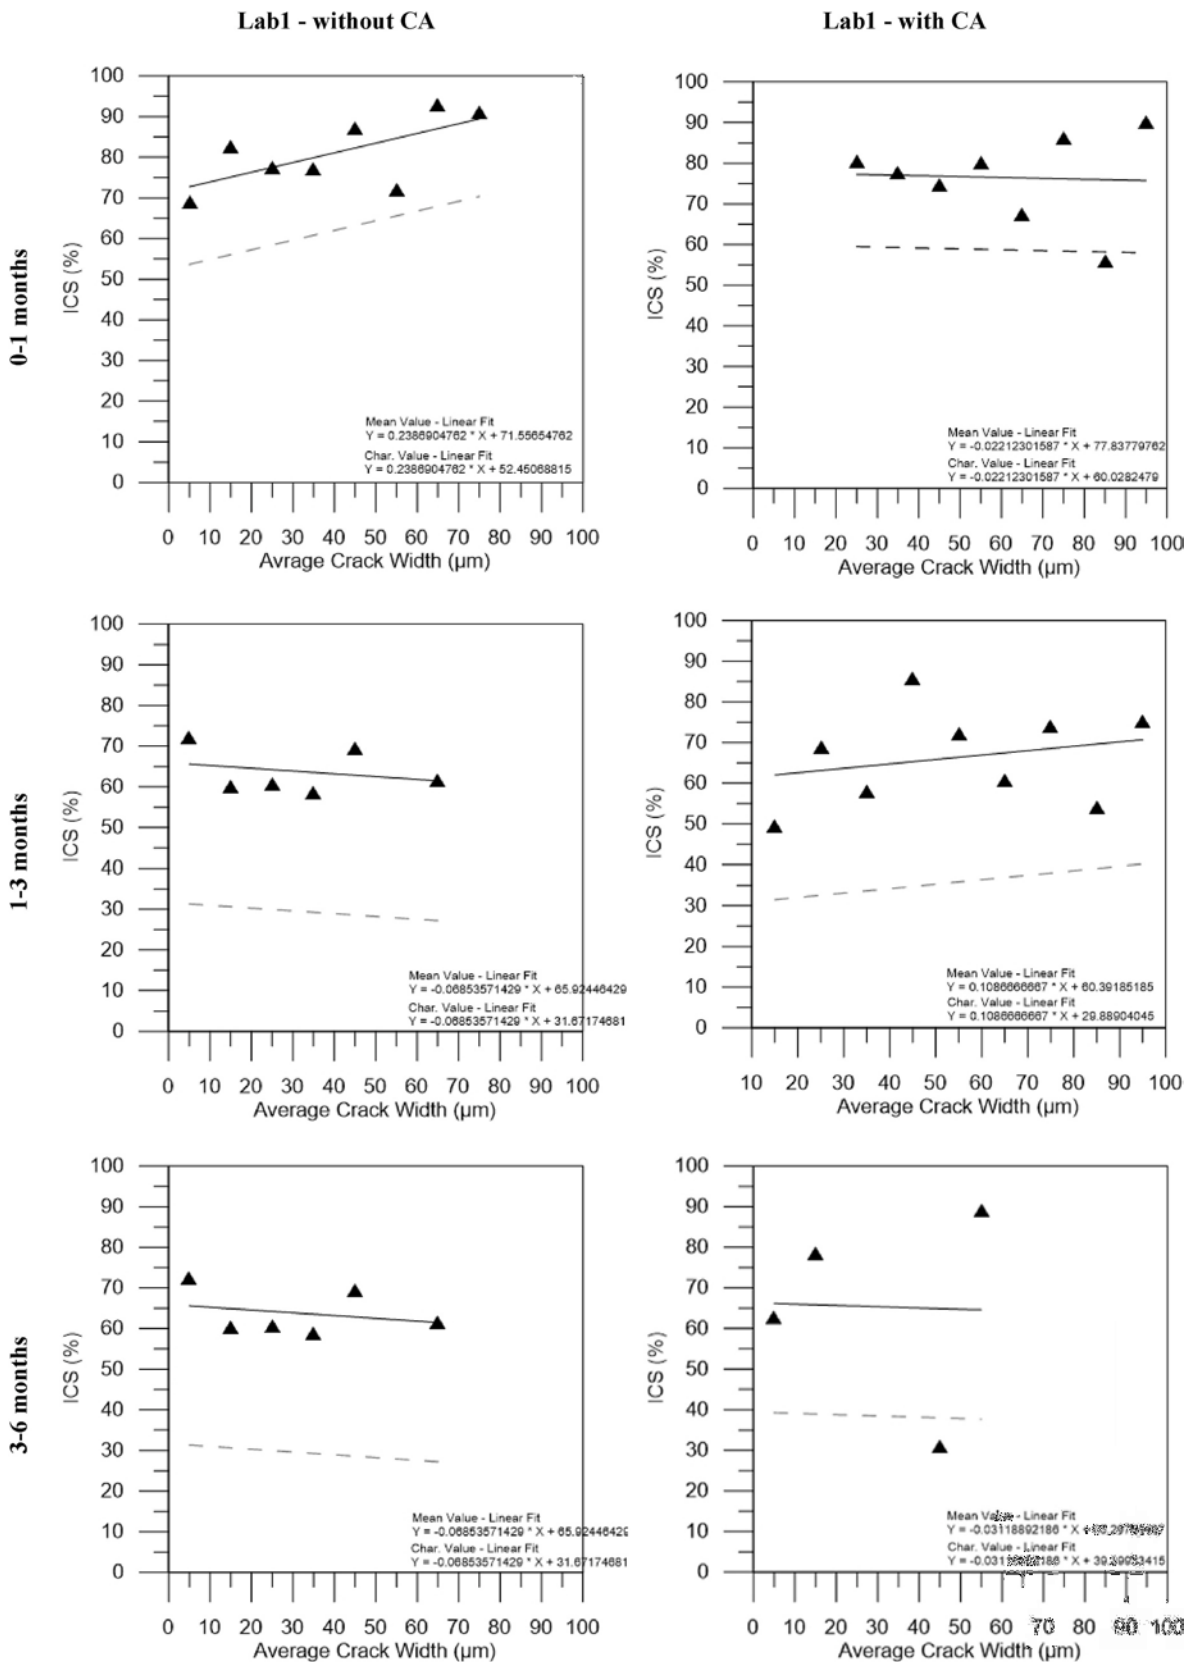 Lab1 - without CA
Lab1 - with CA
0-1 months
ICS (%)
100
90
80
70
60
50
40
30
20
10
0
Mean Value - Linear Fit
Y = 0.2386904762 * X + 71.55654762
Char. Value - Linear Fit
Y = 0.2386904762 * X + 52.45068815
0 10 20 30 40 50 60 70 80 90 100
Avrage Crack Width (µm)
ICS (%)
100
90
80
70
60
50
40
30
20
10
0
Mean Value - Linear Fit
Y = -0.02212301587 * X + 77.83779762
Char. Value - Linear Fit
Y = -0.02212301587 * X + 60.0282479
0 10 20 30 40 50 60 70 80 90 100
Average Crack Width (µm)
1-3 months
ICS (%)
100
90
80
70
60
50
40
30
20
10
0
Mean Value - Linear Fit
Y = -0.06853571429 * X + 65.92446429
Char. Value - Linear Fit
Y = -0.06853571429 * X + 31.67174681
0 10 20 30 40 50 60 70 80 90 100
Average Crack Width (µm)
ICS (%)
100
90
80
70
60
50
40
30
20
10
0
Mean Value - Linear Fit
Y = 0.1086666667 * X + 60.39185185
Char. Value - Linear Fit
Y = 0.1086666667 * X + 29.88904045
10 20 30 40 50 60 70 80 90 100
Average Crack Width (µm)
3-6 months
ICS (%)
100
90
80
70
60
50
40
30
20
10
0
Mean Value - Linear Fit
Y = -0.06853571429 * X + 65.92446429
Char. Value - Linear Fit
Y = -0.06853571429 * X + 31.67174681
0 10 20 30 40 50 60 70 80 90 100
Average Crack Width (µm)
ICS (%)
100
90
80
70
60
50
40
30
20
10
0
Mean Value - Linear Fit
Y = -0.03118892186 * X
Char. Value - Linear Fit
* X +
0 10 20 30 40 50 60 70 80 90 100
Average Crack Width (µm)